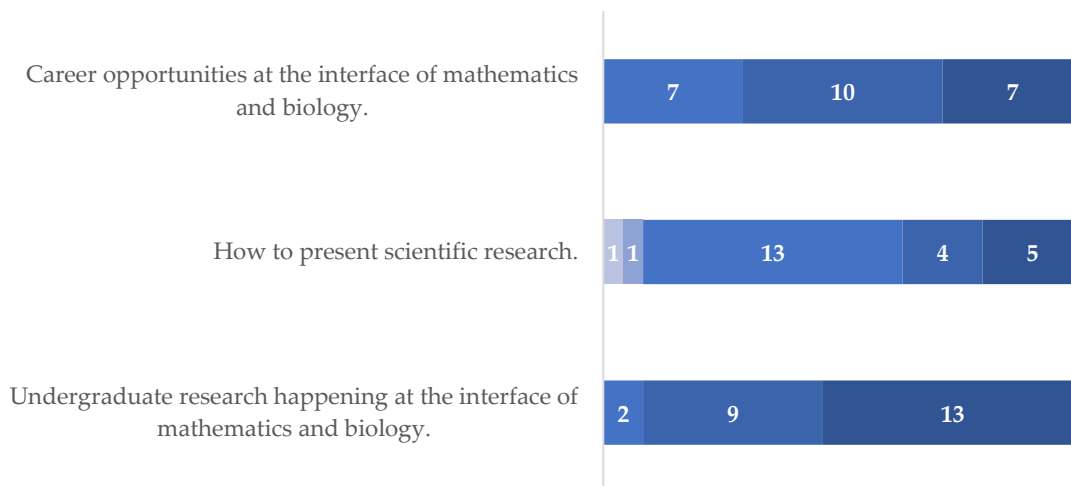 Career opportunities at the interface of mathematics
and biology.
7 10 7
How to present scientific research.
1 1 13 4 5
Undergraduate research happening at the interface of
mathematics and biology.
2 9 13